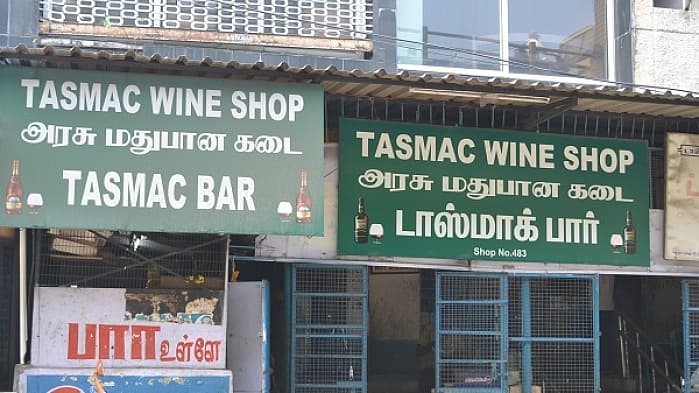 TASMAC WINE SHOP
அரசு மதுபான கடை
TASMAC BAR
TASMAC WINE SHOP
அரசு மதுபான கடை
டாஸ்மாக் பார்
Shop No.483
பார் உள்ளே